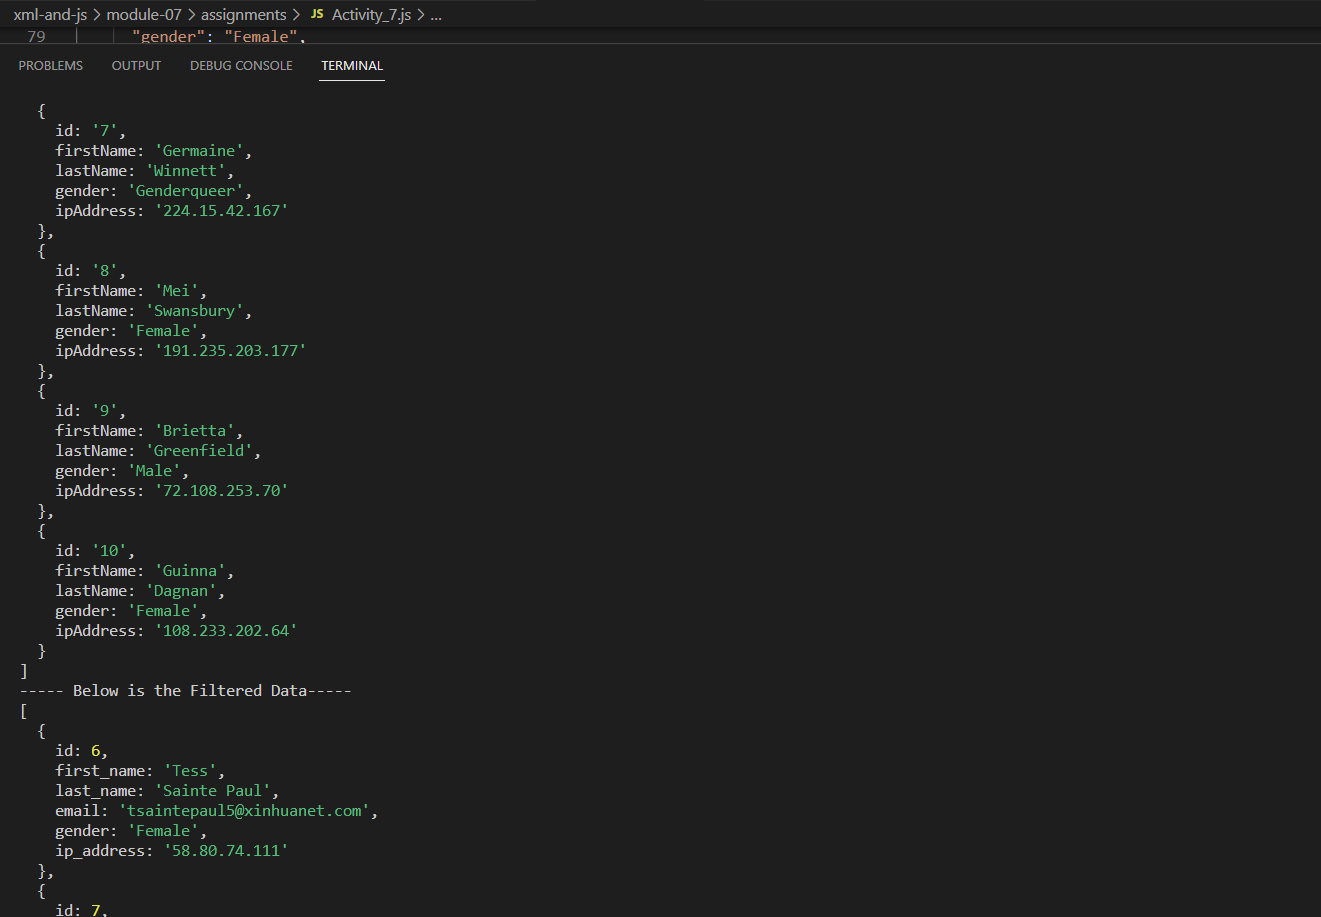 xml-and-js > module-07 > assignments > JS Activity_7.js > ...
79 "gender": "Female",
PROBLEMS OUTPUT DEBUG CONSOLE TERMINAL
{
id: '7',
firstName: 'Germaine',
lastName: 'Winnett',
gender: 'Genderqueer',
ipAddress: '224.15.42.167'
},
{
id: '8',
firstName: 'Mei',
lastName: 'Swansbury',
gender: 'Female',
ipAddress: '191.235.203.177'
},
{
id: '9',
firstName: 'Brietta',
lastName: 'Greenfield',
gender: 'Male',
ipAddress: '72.108.253.70'
},
{
id: '10',
firstName: 'Guinna',
lastName: 'Dagnan',
gender: 'Female',
ipAddress: '108.233.202.64'
}
]
----- Below is the Filtered Data-----
[
{
id: 6,
first_name: 'Tess',
last_name: 'Sainte Paul',
email: 'tsaintepaul5@xinhuanet.com',
gender: 'Female',
ip_address: '58.80.74.111'
},
{
id: 7,